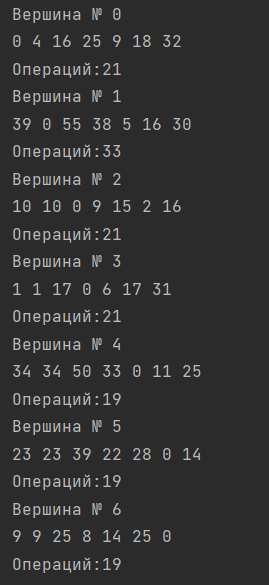 Вершина № 0
0 4 16 25 9 18 32
Операций:21
Вершина № 1
39 0 55 38 5 16 30
Операций:33
Вершина № 2
10 10 0 9 15 2 16
Операций:21
Вершина № 3
1 1 17 0 6 17 31
Операций:21
Вершина № 4
34 34 50 33 0 11 25
Операций:19
Вершина № 5
23 23 39 22 28 0 14
Операций:19
Вершина № 6
9 9 25 8 14 25 0
Операций:19